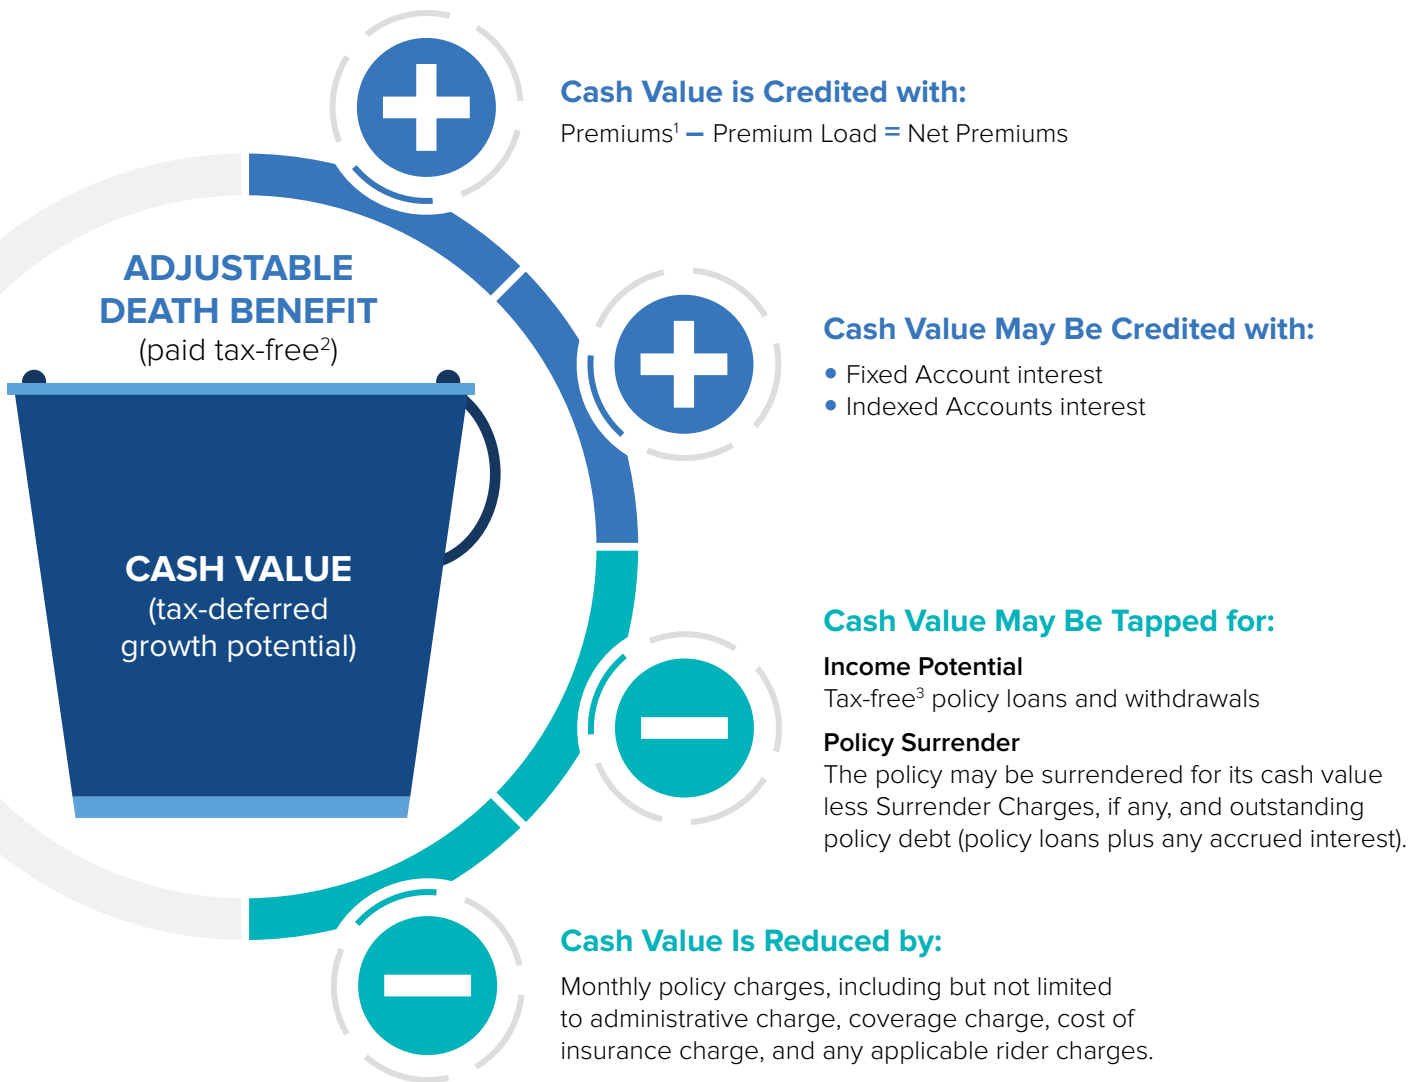 Cash Value is Credited with:
Premiums¹ – Premium Load = Net Premiums
ADJUSTABLE
DEATH BENEFIT
(paid tax-free²)
CASH VALUE
(tax-deferred
growth potential)
Cash Value May Be Credited with:
• Fixed Account interest
• Indexed Accounts interest
Cash Value May Be Tapped for:
Income Potential
Tax-free³ policy loans and withdrawals
Policy Surrender
The policy may be surrendered for its cash value
less Surrender Charges, if any, and outstanding
policy debt (policy loans plus any accrued interest).
Cash Value Is Reduced by:
Monthly policy charges, including but not limited
to administrative charge, coverage charge, cost of
insurance charge, and any applicable rider charges.